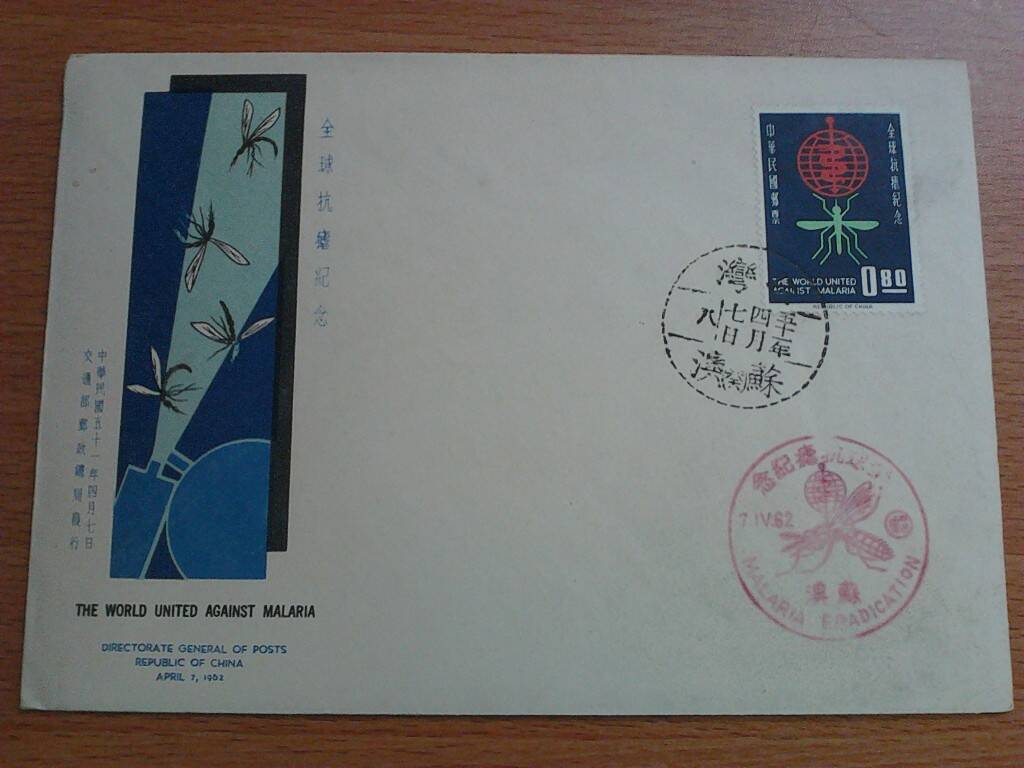 全球抗瘧紀念
中華民國五十一年四月七日
交通部郵政總局發行
THE WORLD UNITED AGAINST MALARIA
DIRECTORATE GENERAL OF POSTS
REPUBLIC OF CHINA
APRIL 7, 1962
全球抗瘧紀念
中華民國郵票
THE WORLD UNITED
AGAINST MALARIA
0.80
REPUBLIC OF CHINA
灣
年
四月
七日
八
蘇澳
抗瘧紀念
7.IV.62
蘇澳
MALARIA ERADICATION